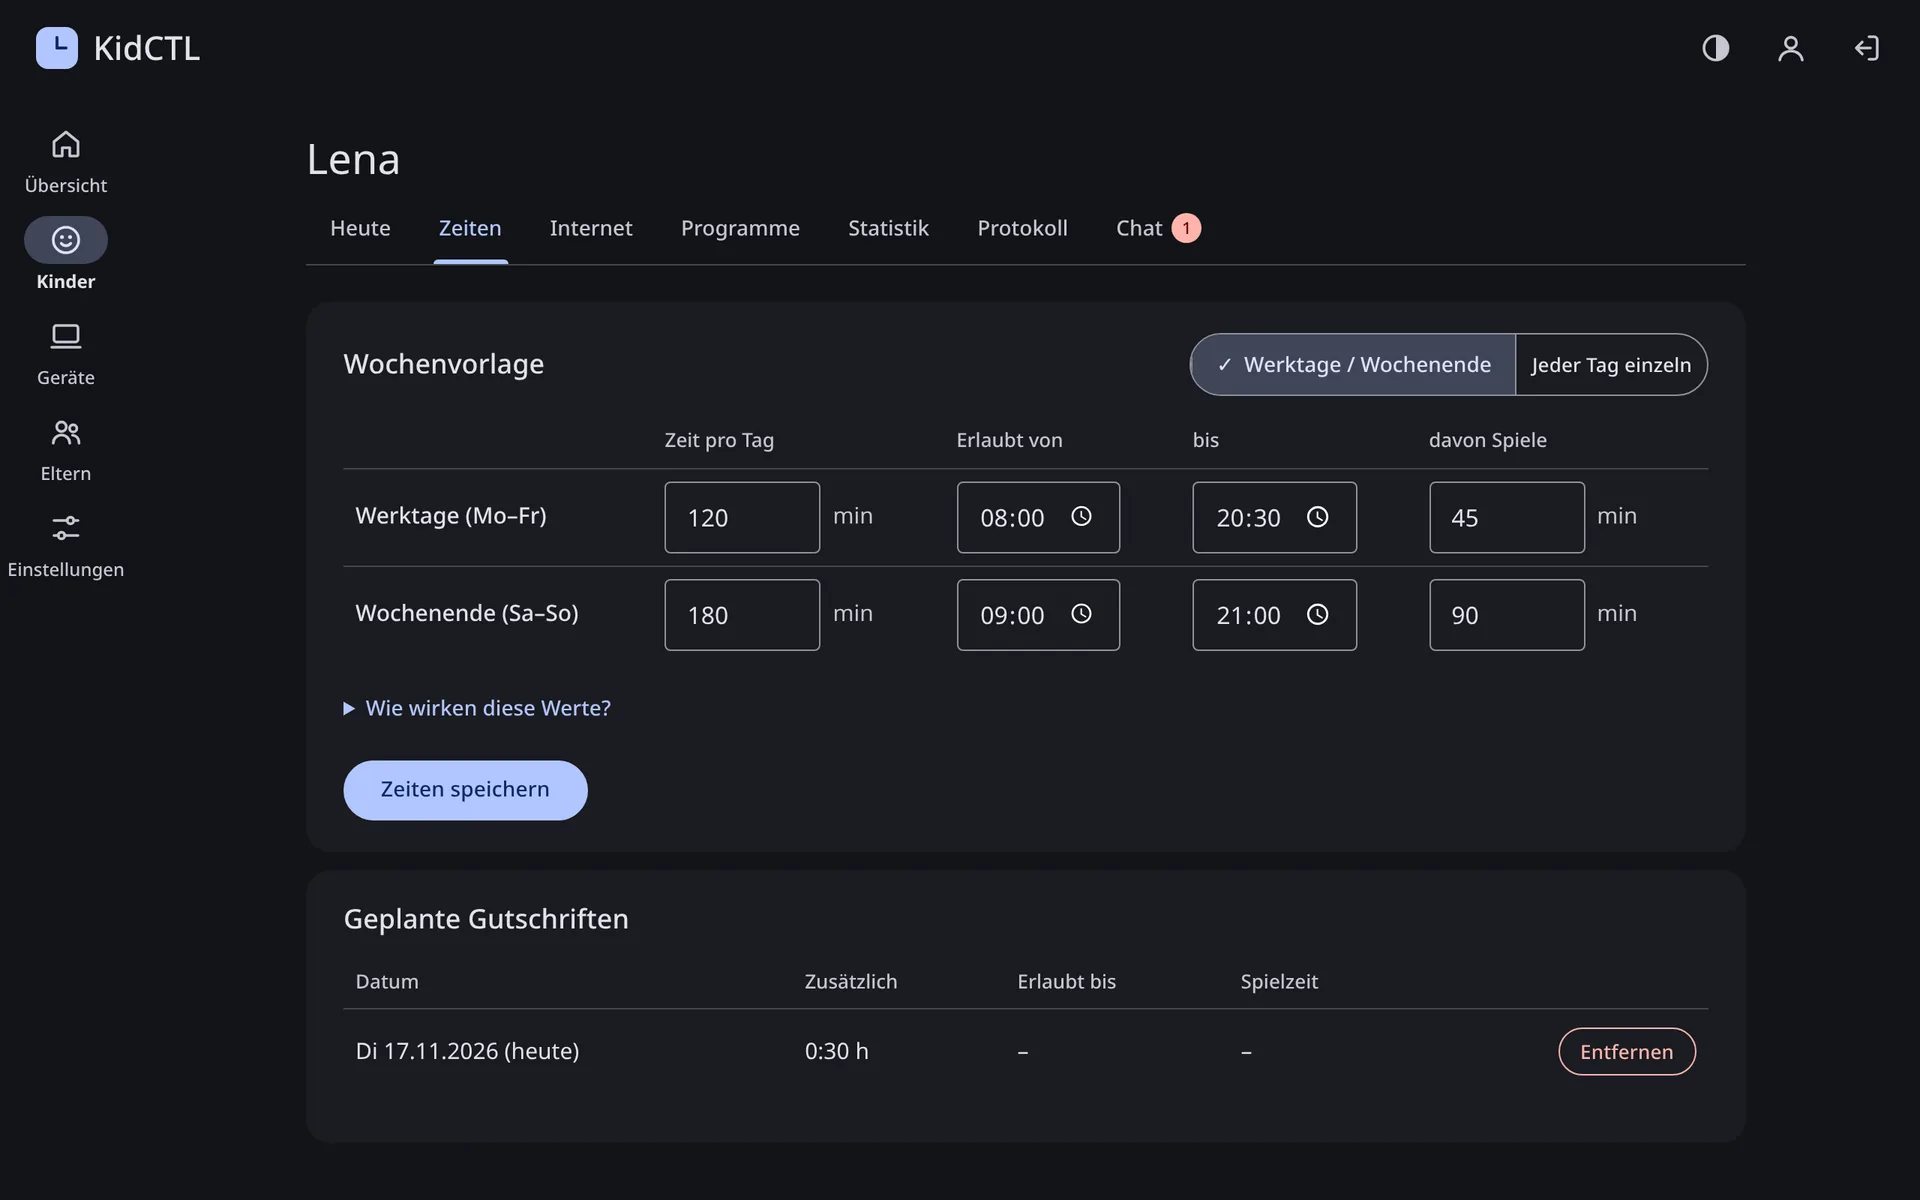 KidCTL
Übersicht
Kinder
Geräte
Eltern
Einstellungen
Lena
Heute Zeiten Internet Programme Statistik Protokoll Chat 1
Wochenvorlage ✓ Werktage / Wochenende Jeder Tag einzeln
Zeit pro Tag Erlaubt von bis davon Spiele
Werktage (Mo–Fr) 120 min 08:00 20:30 45 min
Wochenende (Sa–So) 180 min 09:00 21:00 90 min
▶ Wie wirken diese Werte?
Zeiten speichern
Geplante Gutschriften
Datum Zusätzlich Erlaubt bis Spielzeit
Di 17.11.2026 (heute) 0:30 h – – Entfernen